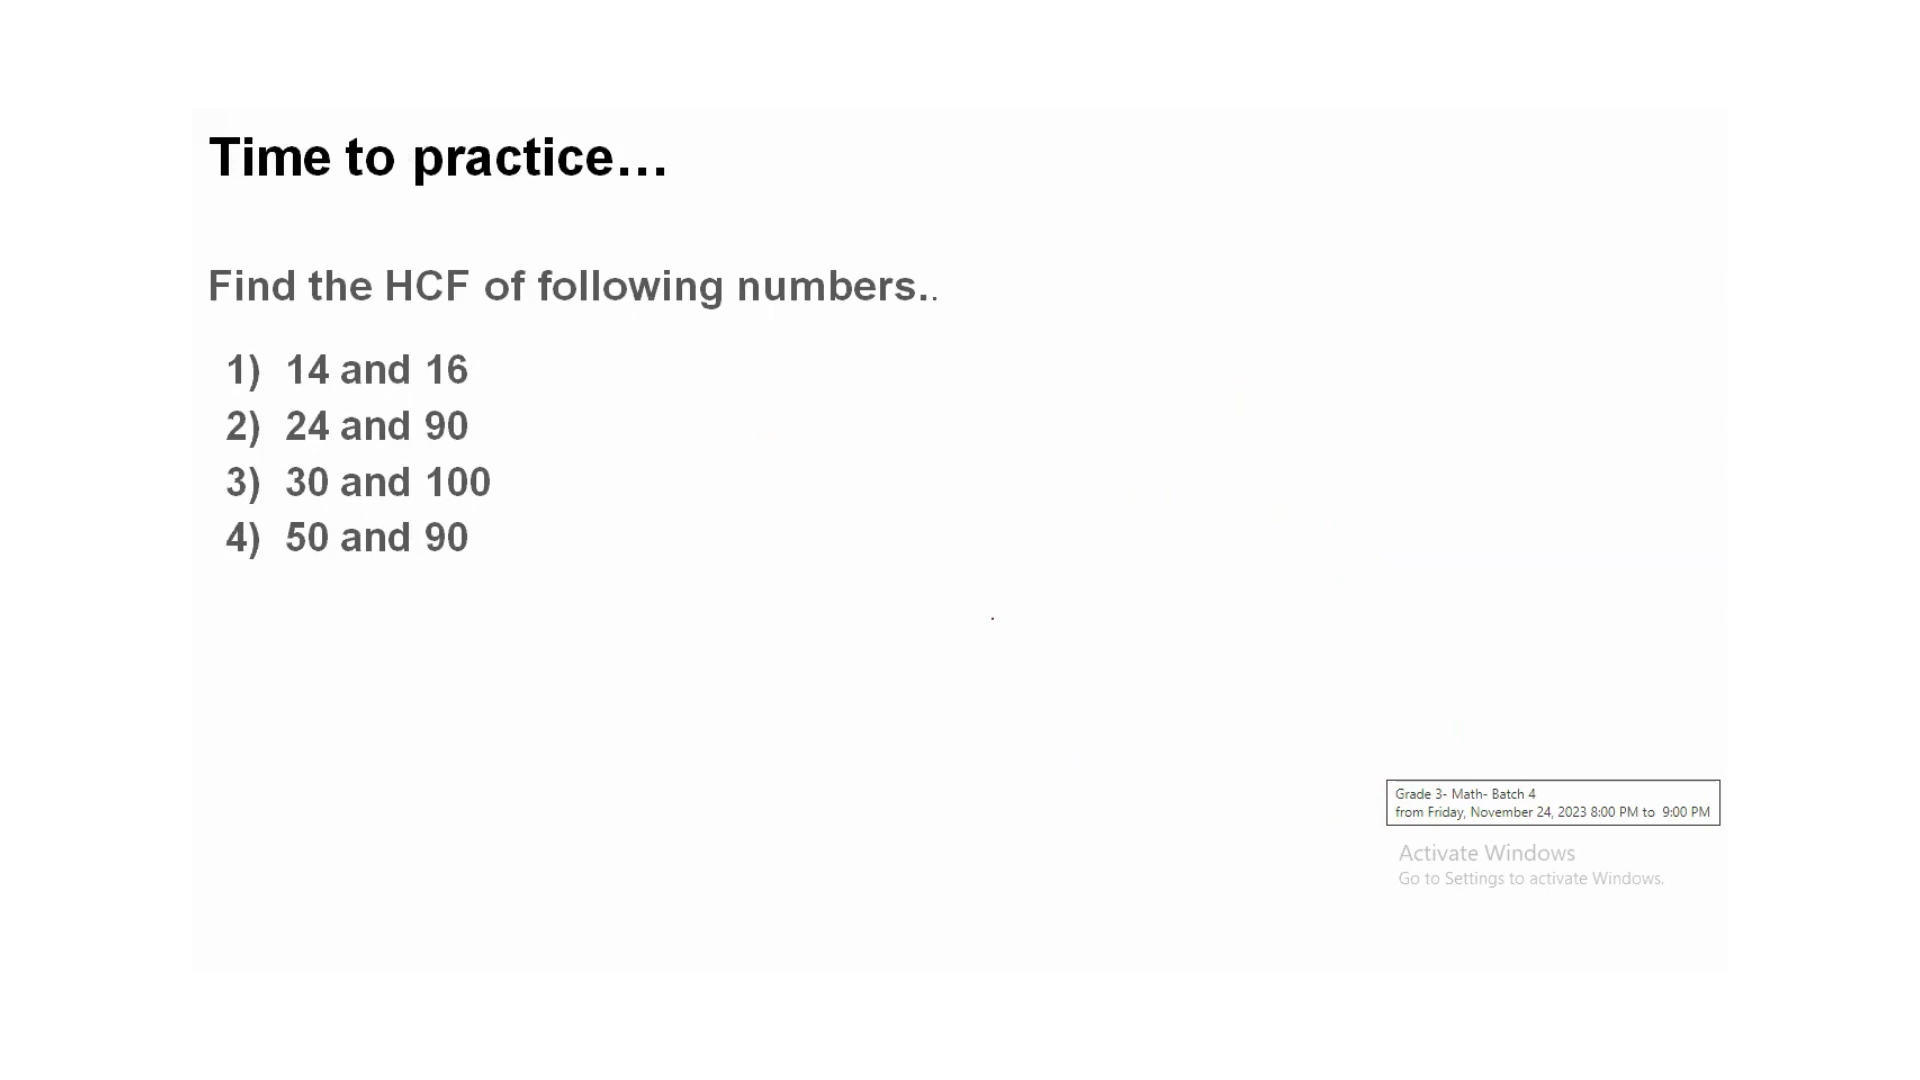 Time to practice...
Find the HCF of following numbers..
1) 14 and 16
2) 24 and 90
3) 30 and 100
4) 50 and 90
Grade 3- Math- Batch 4
from Friday, November 24, 2023 8:00 PM to 9:00 PM
Activate Windows
Go to Settings to activate Windows.